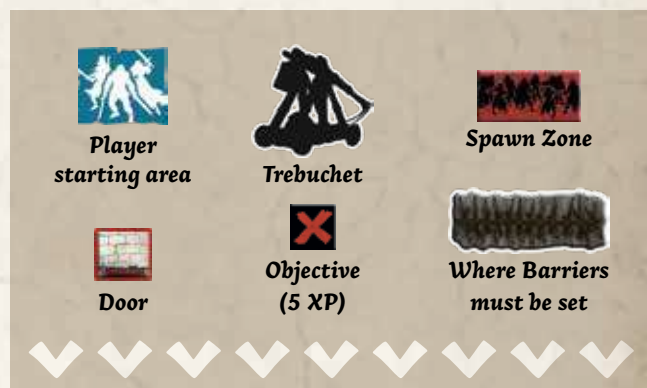 Player
starting area
Trebuchet
Spawn Zone
Door
Objective
(5 XP)
Where Barriers
must be set